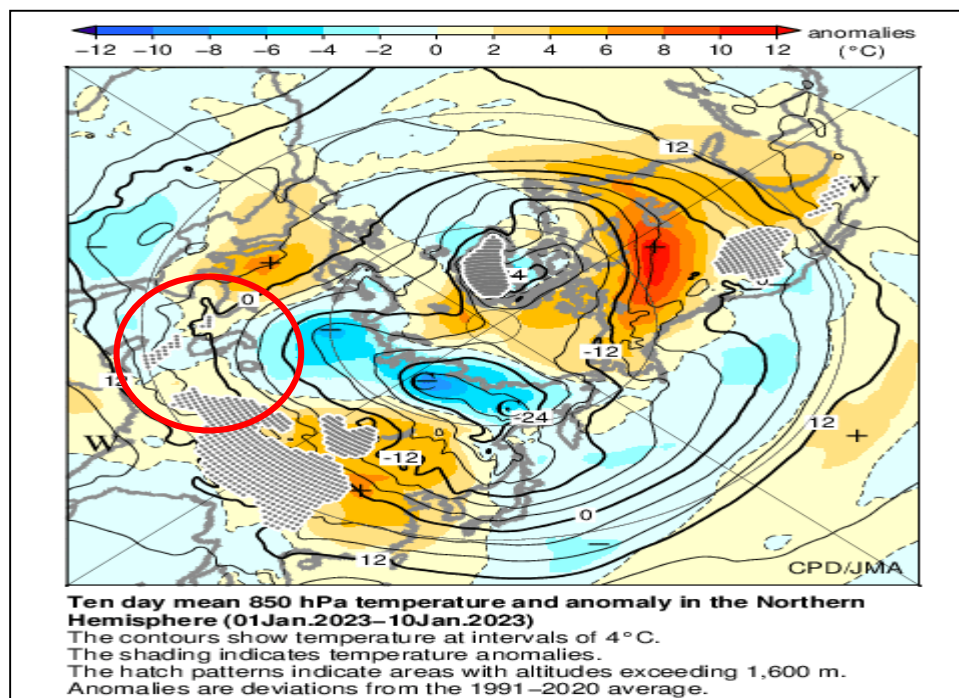 anomalies
−12 −10 −8 −6 −4 −2 0 2 4 6 8 10 12 (°C)
12
W
−
+
+
4
0
+
−
-12
12
−
-24
12
W
-12
+
+
0
12
−
CPD/JMA
Ten day mean 850 hPa temperature and anomaly in the Northern
Hemisphere (01Jan.2023−10Jan.2023)
The contours show temperature at intervals of 4°C.
The shading indicates temperature anomalies.
The hatch patterns indicate areas with altitudes exceeding 1,600 m.
Anomalies are deviations from the 1991−2020 average.